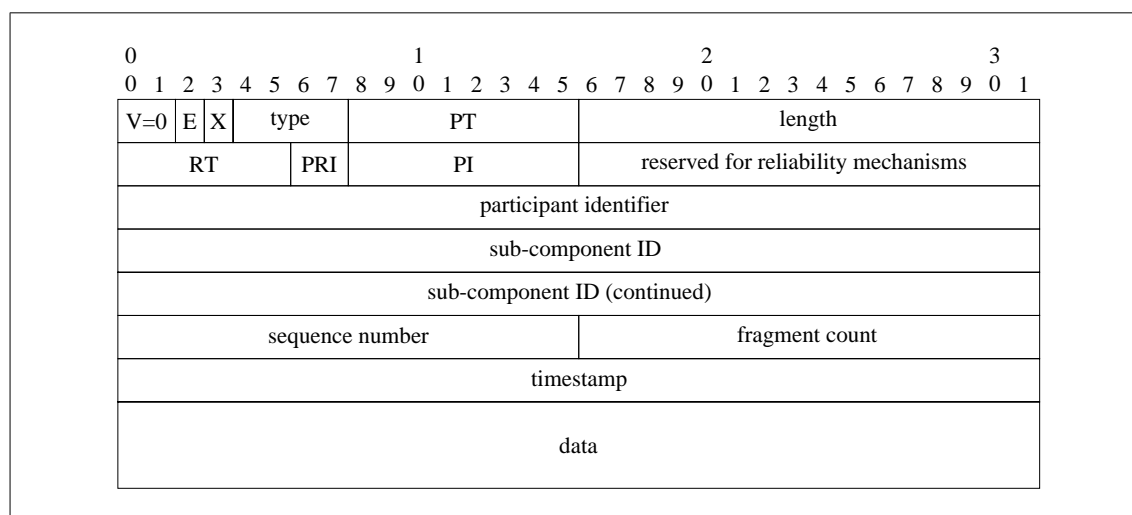 0 1 2 3
0 1 2 3 4 5 6 7 8 9 0 1 2 3 4 5 6 7 8 9 0 1 2 3 4 5 6 7 8 9 0 1
V=0 E X type PT length
RT PRI PI reserved for reliability mechanisms
participant identifier
sub-component ID
sub-component ID (continued)
sequence number fragment count
timestamp
data